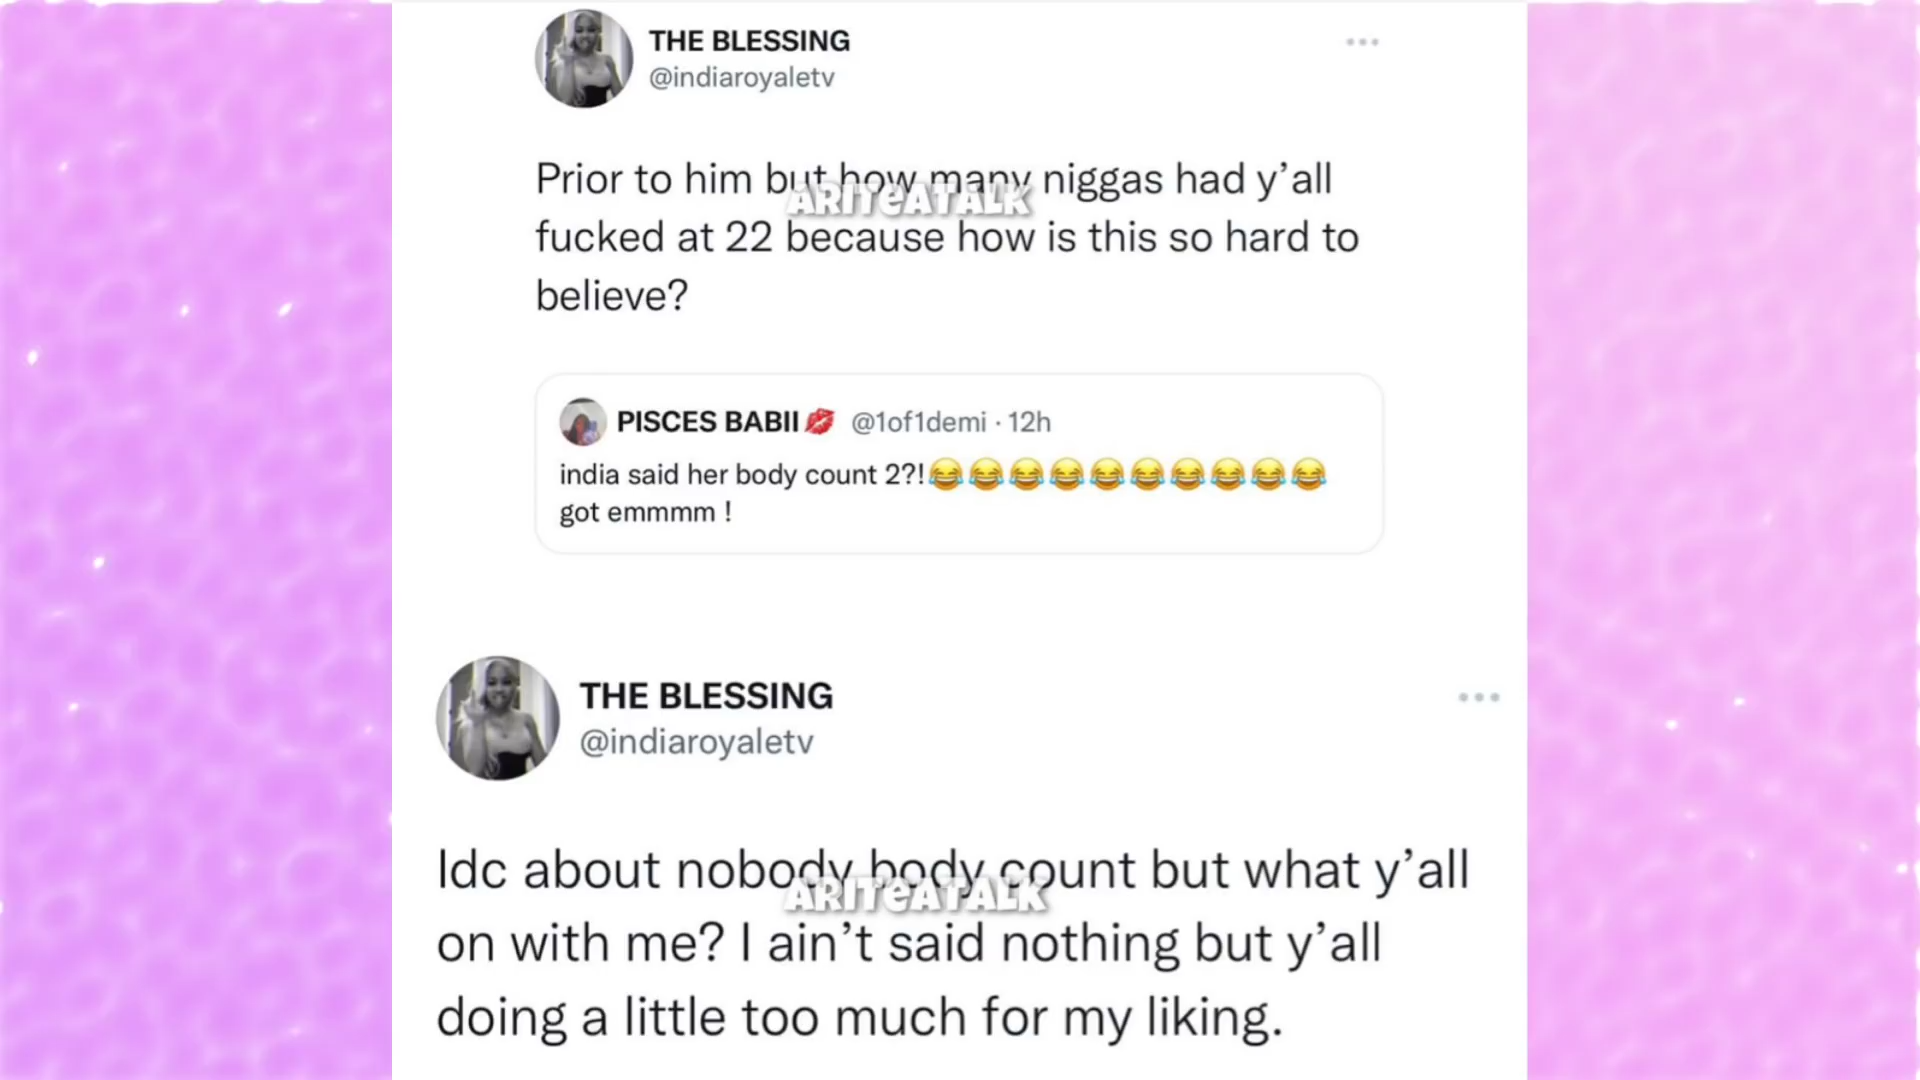 THE BLESSING
@indiaroyaletv
Prior to him but how many niggas had y’all
ARITEATALK
fucked at 22 because how is this so hard to
believe?
PISCES BABII💋 @1of1demi · 12h
india said her body count 2?!😂😂😂😂😂😂😂😂😂😂
got emmmm !
THE BLESSING
@indiaroyaletv
Idc about nobody body count but what y’all
ARITEATALK
on with me? I ain’t said nothing but y’all
doing a little too much for my liking.